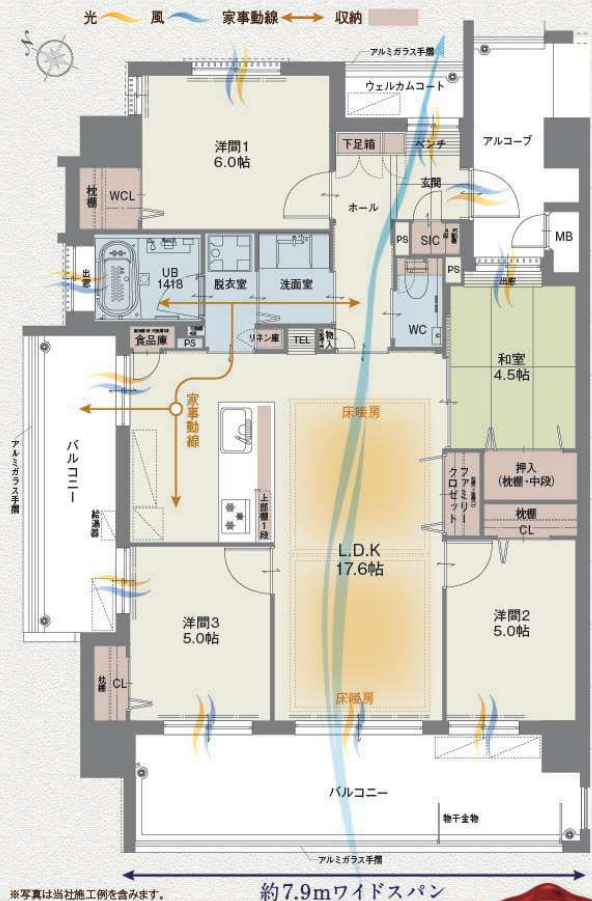 光 風 家事動線 収納
アルミガラス手摺
ウェルカムコート
洋間1
6.0帖
下足箱
ベンチ
アルコーブ
玄関
ホール
枕棚
WCL
PS
SIC
MB
出窓
UB
1418
脱衣室
洗面室
PS
WC
出窓
和室
4.5帖
食品庫
PS
リネン庫
TEL
物入
家事動線
床暖房
バルコニー
アルミガラス手摺
給湯器
上部棚1段
ファミリークロゼット
押入
(枕棚・中段)
枕棚
CL
L.D.K
17.6帖
洋間3
5.0帖
洋間2
5.0帖
枕棚
CL
床暖房
バルコニー
物干金物
アルミガラス手摺
※写真は当社施工例を含みます。
約7.9mワイドスパン